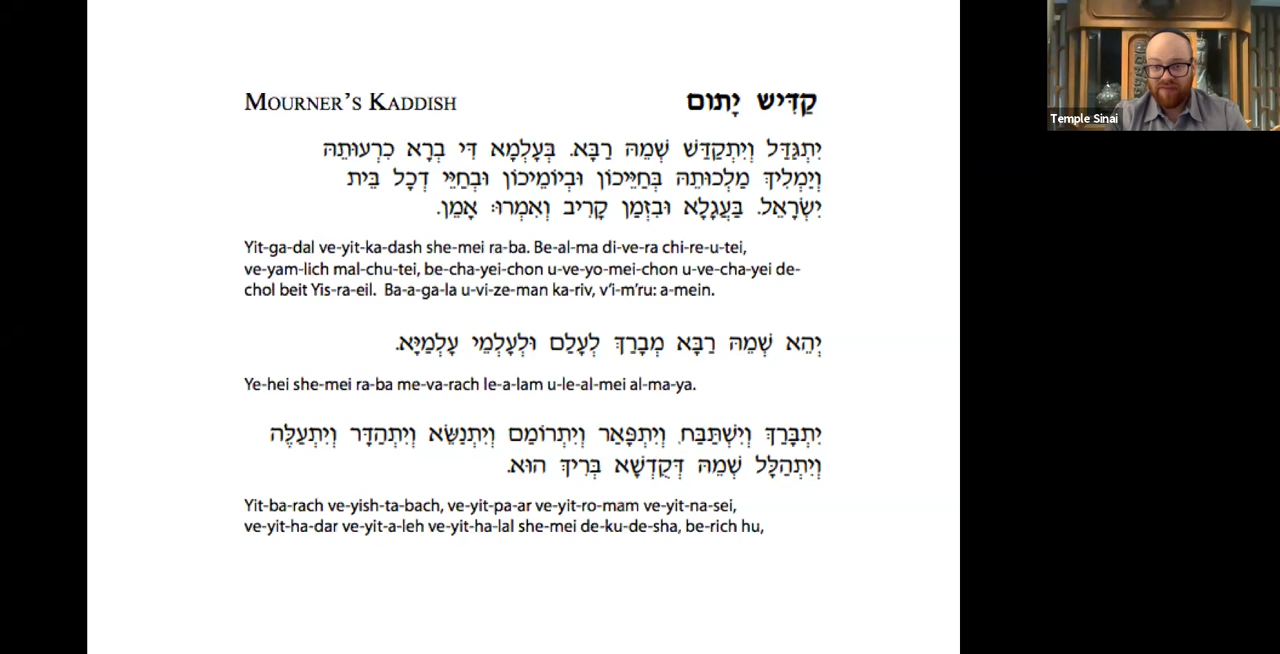 MOURNER'S KADDISH
קַדִּישׁ יָתוֹם
יִתְגַּדַּל וְיִתְקַדַּשׁ שְׁמֵהּ רַבָּא. בְּעָלְמָא דִּי בְרָא כִרְעוּתֵהּ
וְיַמְלִיךְ מַלְכוּתֵהּ בְּחַיֵּיכוֹן וּבְיוֹמֵיכוֹן וּבְחַיֵּי דְכָל בֵּית
יִשְׂרָאֵל. בַּעֲגָלָא וּבִזְמַן קָרִיב וְאִמְרוּ: אָמֵן.
Yit-ga-dal ve-yit-ka-dash she-mei ra-ba. Be-al-ma di-ve-ra chi-re-u-tei,
ve-yam-lich mal-chu-tei, be-cha-yei-chon u-ve-yo-mei-chon u-ve-cha-yei de-
chol beit Yis-ra-eil. Ba-a-ga-la u-vi-ze-man ka-riv, v'i-m'ru: a-mein.
יְהֵא שְׁמֵהּ רַבָּא מְבָרַךְ לְעָלַם וּלְעָלְמֵי עָלְמַיָּא.
Ye-hei she-mei ra-ba me-va-rach le-a-lam u-le-al-mei al-ma-ya.
יִתְבָּרַךְ וְיִשְׁתַּבַּח, וְיִתְפָּאַר וְיִתְרוֹמַם וְיִתְנַשֵּׂא וְיִתְהַדָּר וְיִתְעַלֶּה
וְיִתְהַלָּל שְׁמֵהּ דְּקֻדְשָׁא בְּרִיךְ הוּא.
Yit-ba-rach ve-yish-ta-bach, ve-yit-pa-ar ve-yit-ro-mam ve-yit-na-sei,
ve-yit-ha-dar ve-yit-a-leh ve-yit-ha-lal she-mei de-ku-de-sha, be-rich hu,
Temple Sinai